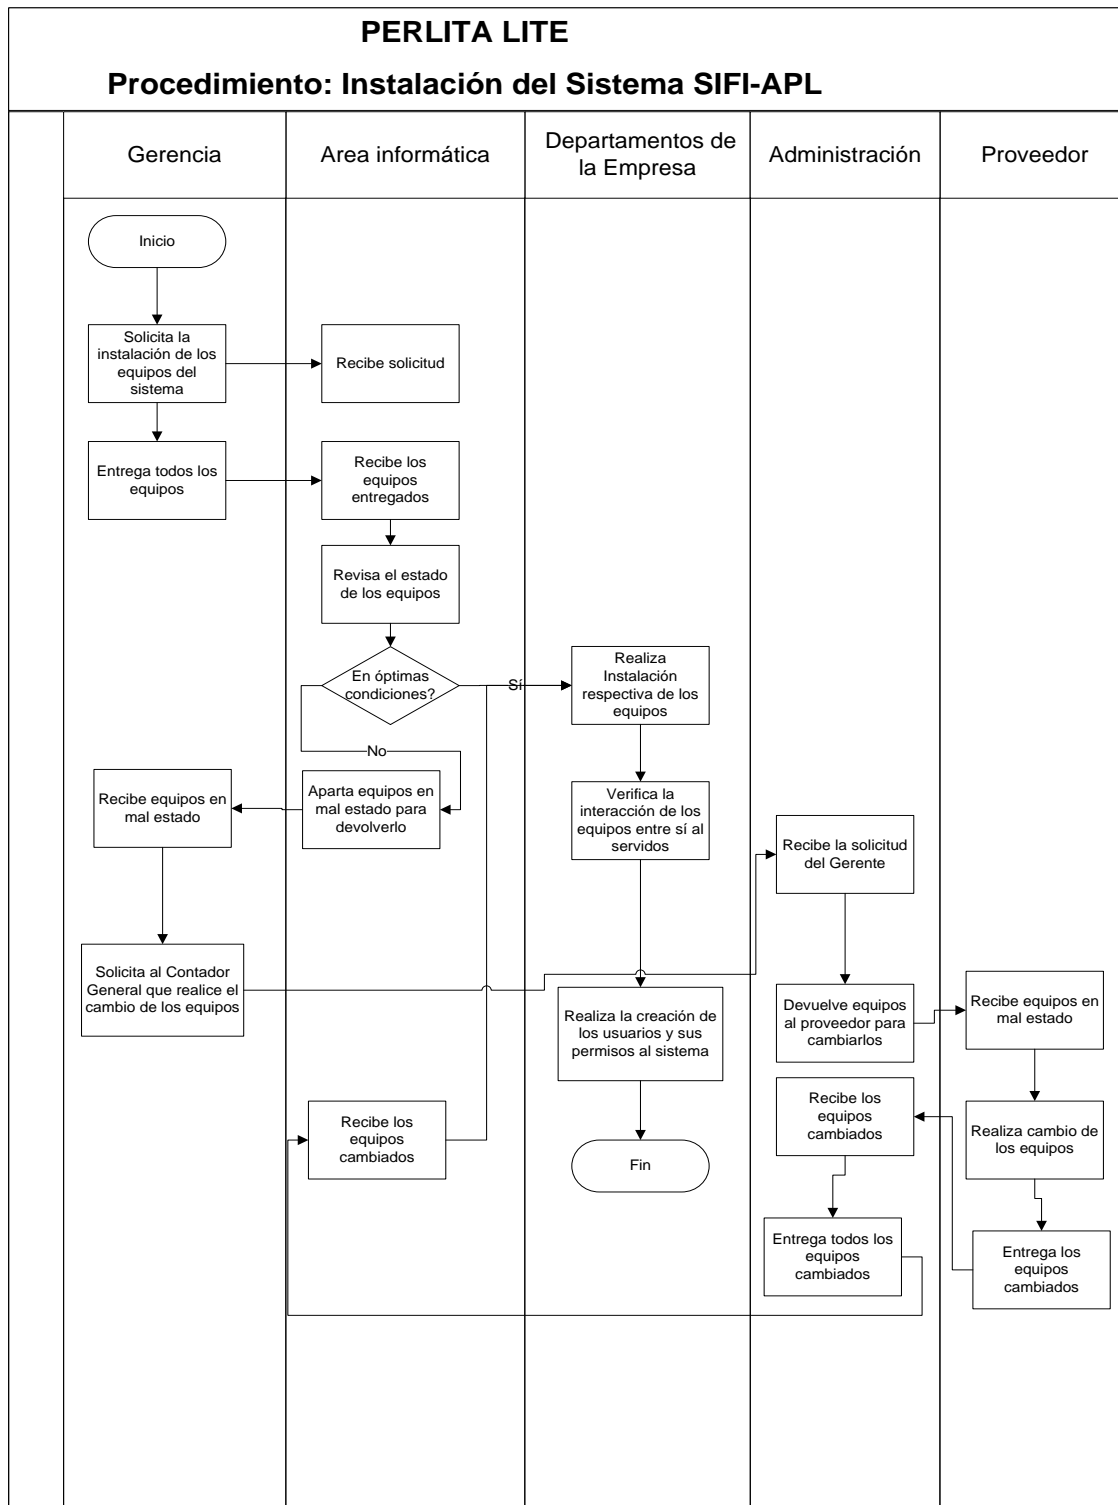 PERLITA LITE
Procedimiento: Instalación del Sistema SIFI-APL
Gerencia
Area informática
Departamentos de
la Empresa
Administración
Proveedor
Inicio
Solicita la
instalación de los
equipos del
sistema
Recibe solicitud
Entrega todos los
equipos
Recibe los
equipos
entregados
Revisa el estado
de los equipos
En óptimas
condiciones?
Sí
Realiza
Instalación
respectiva de los
equipos
No
Recibe equipos en
mal estado
Aparta equipos en
mal estado para
devolverlo
Verifica la
interacción de los
equipos entre sí al
servidos
Recibe la solicitud
del Gerente
Solicita al Contador
General que realice el
cambio de los equipos
Realiza la creación de
los usuarios y sus
permisos al sistema
Devuelve equipos
al proveedor para
cambiarlos
Recibe equipos en
mal estado
Recibe los
equipos
cambiados
Fin
Recibe los
equipos
cambiados
Realiza cambio de
los equipos
Entrega todos los
equipos
cambiados
Entrega los
equipos
cambiados